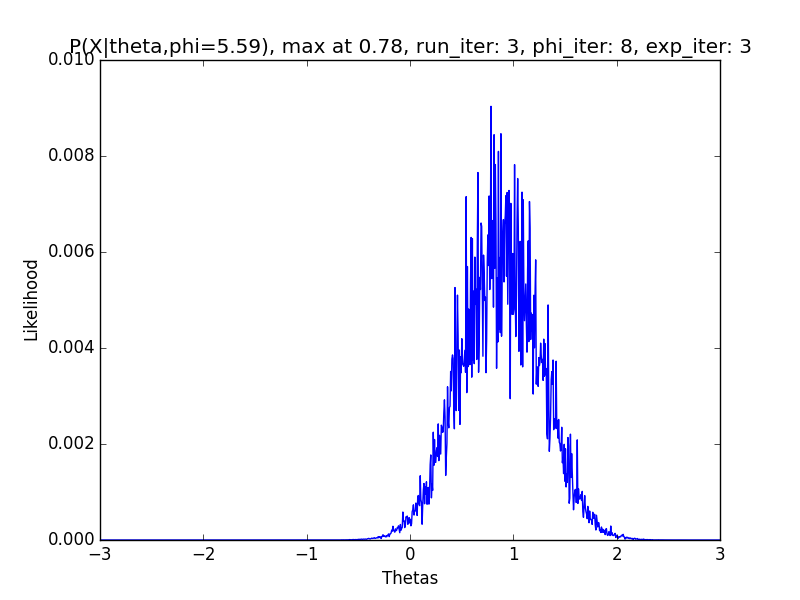 P(X|theta,phi=5.59), max at 0.78, run_iter: 3, phi_iter: 8, exp_iter: 3
0.010
0.008
0.006
0.004
0.002
0.000
Likelihood
−3 −2 −1 0 1 2 3
Thetas